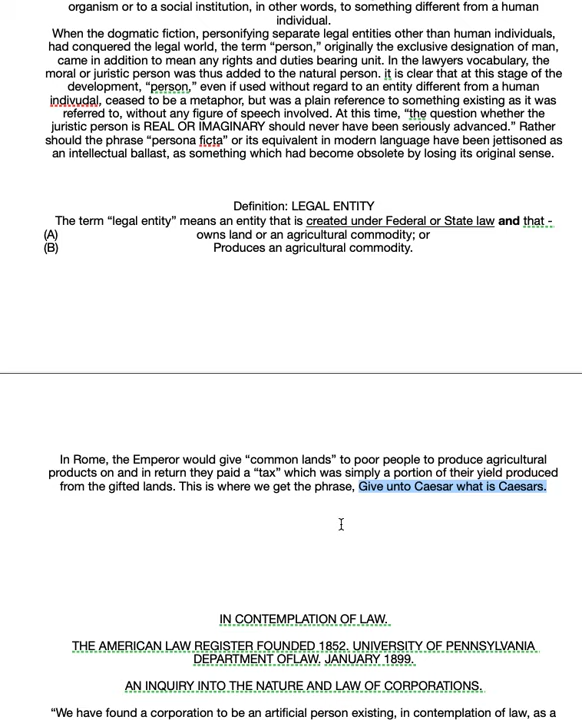 organism or to a social institution, in other words, to something different from a human
individual.
When the dogmatic fiction, personifying separate legal entities other than human individuals,
had conquered the legal world, the term “person,” originally the exclusive designation of man,
came in addition to mean any rights and duties bearing unit. In the lawyers vocabulary, the
moral or juristic person was thus added to the natural person. it is clear that at this stage of the
development, “person,” even if used without regard to an entity different from a human
indivudal, ceased to be a metaphor, but was a plain reference to something existing as it was
referred to, without any figure of speech involved. At this time, “the question whether the
juristic person is REAL OR IMAGINARY should never have been seriously advanced.” Rather
should the phrase “persona ficta” or its equivalent in modern language have been jettisoned as
an intellectual ballast, as something which had become obsolete by losing its original sense.
Definition: LEGAL ENTITY
The term “legal entity” means an entity that is created under Federal or State law and that -
(A) owns land or an agricultural commodity; or
(B) Produces an agricultural commodity.
In Rome, the Emperor would give “common lands” to poor people to produce agricultural
products on and in return they paid a “tax” which was simply a portion of their yield produced
from the gifted lands. This is where we get the phrase, Give unto Caesar what is Caesars.
IN CONTEMPLATION OF LAW.
THE AMERICAN LAW REGISTER FOUNDED 1852. UNIVERSITY OF PENNSYLVANIA
DEPARTMENT OFLAW. JANUARY 1899.
AN INQUIRY INTO THE NATURE AND LAW OF CORPORATIONS.
“We have found a corporation to be an artificial person existing, in contemplation of law, as a